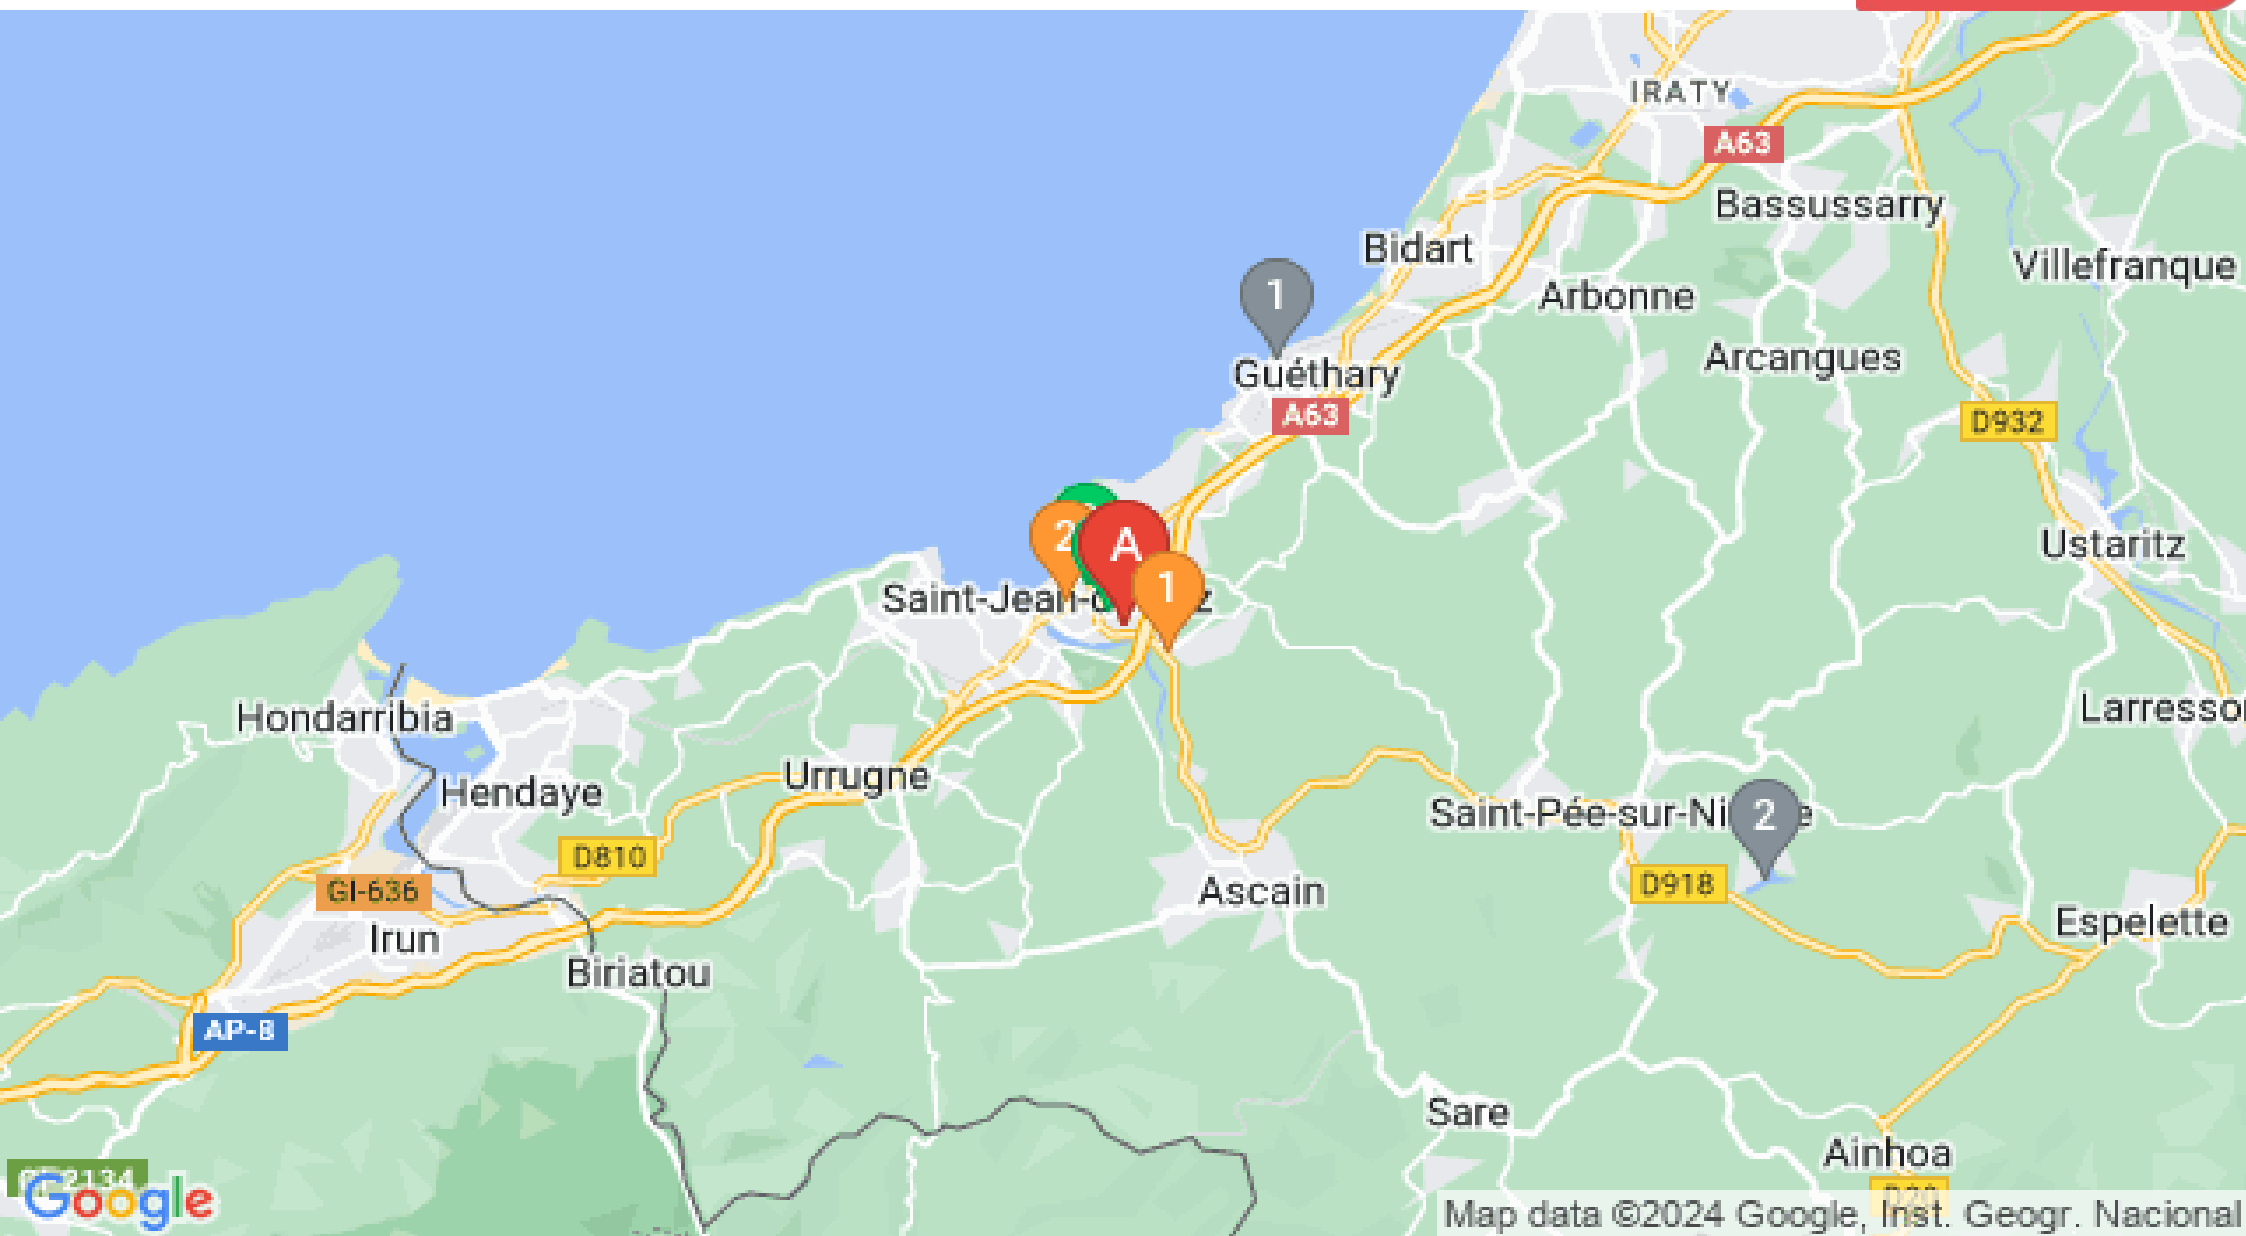 IRATY
A63
Bassussarry
Bidart
Villefranque
1
Arbonne
Arcangues
Guéthary
A63
D932
2
A
Ustaritz
1
Saint-Jean-d
z
Larresso
Hondarribia
Urrugne
Hendaye
Saint-Pée-sur-Ni
2
e
D810
D918
GI-636
Ascain
Espelette
Irun
Biriatou
AP-8
Sare
Ainhoa
Google
D20
Map data ©2024 Google, Inst. Geogr. Nacional